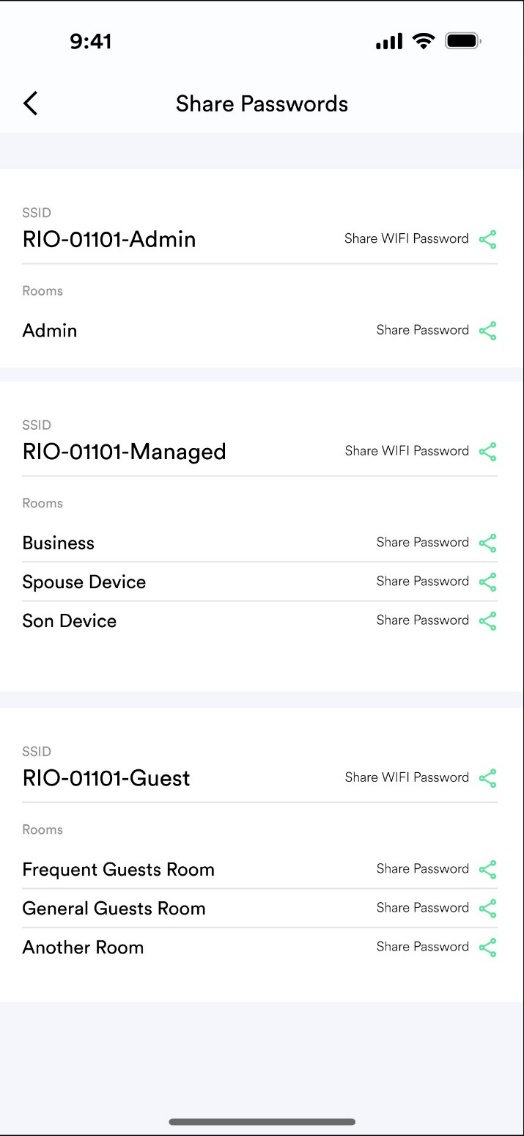 9:41
Share Passwords
SSID
RIO-01101-Admin Share WIFI Password
Rooms
Admin Share Password
SSID
RIO-01101-Managed Share WIFI Password
Rooms
Business Share Password
Spouse Device Share Password
Son Device Share Password
SSID
RIO-01101-Guest Share WIFI Password
Rooms
Frequent Guests Room Share Password
General Guests Room Share Password
Another Room Share Password